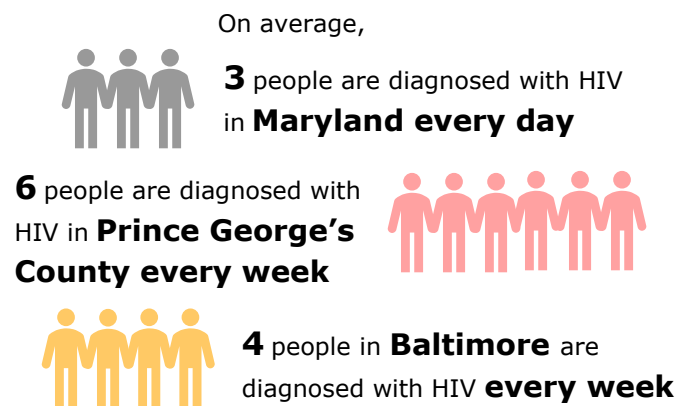 On average,
3 people are diagnosed with HIV
in Maryland every day
6 people are diagnosed with
HIV in Prince George's
County every week
4 people in Baltimore are
diagnosed with HIV every week